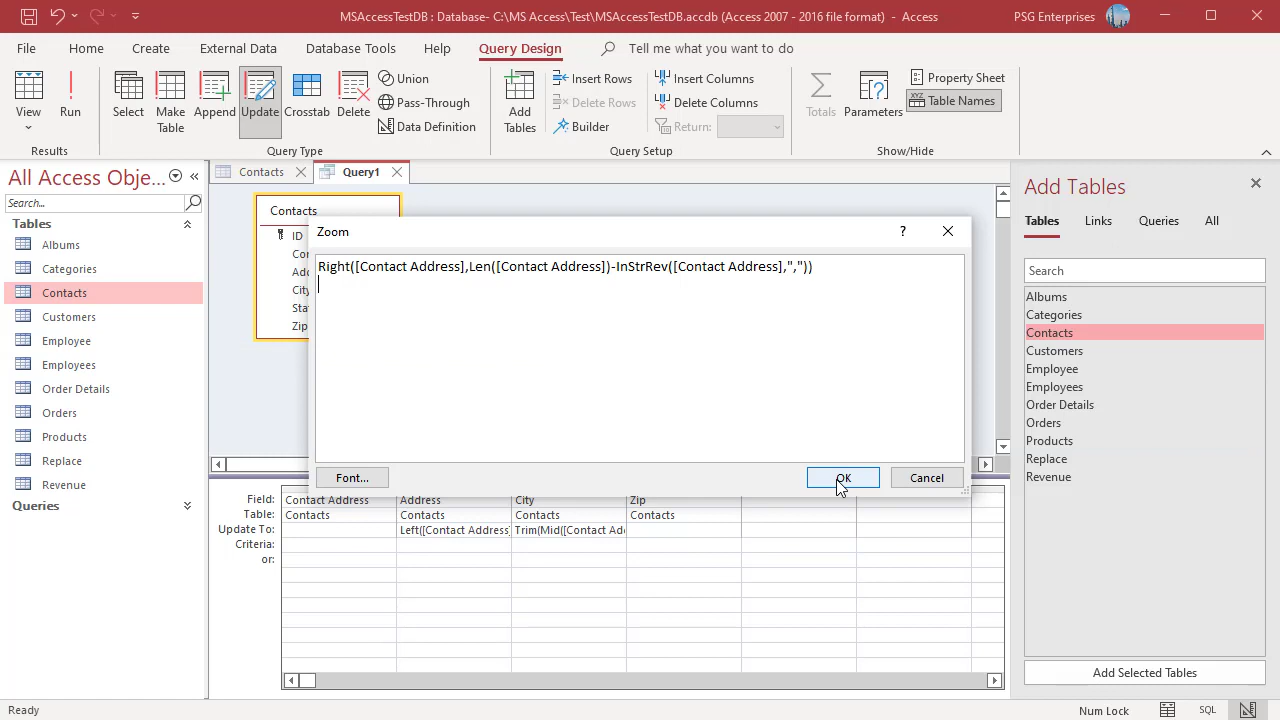 MSAccessTestDB : Database- C:\MS Access\Test\MSAccessTestDB.accdb (Access 2007 - 2016 file format) - Access
PSG Enterprises
File Home Create External Data Database Tools Help Query Design Tell me what you want to do
View
Run
Select
Make Table
Append
Update
Crosstab
Delete
Union
Pass-Through
Data Definition
Add Tables
Insert Rows
Delete Rows
Builder
Insert Columns
Delete Columns
Return:
Totals
Parameters
Property Sheet
XYZ Table Names
Results
Query Type
Query Setup
Show/Hide
All Access Obje...
Search...
Tables
Albums
Categories
Contacts
Customers
Employee
Employees
Order Details
Orders
Products
Replace
Revenue
Queries
Contacts
Query1
Contacts
ID
Co
Ad
City
Sta
Zip
Zoom
?
Right([Contact Address],Len([Contact Address])-InStrRev([Contact Address],","))
Font...
OK
Cancel
Field: Contact Address Address City Zip
Table: Contacts Contacts Contacts Contacts
Update To: Left([Contact Address] Trim(Mid([Contact Ad
Criteria:
or:
Add Tables
Tables Links Queries All
Search
Albums
Categories
Contacts
Customers
Employee
Employees
Order Details
Orders
Products
Replace
Revenue
Add Selected Tables
Ready
Num Lock
SQL